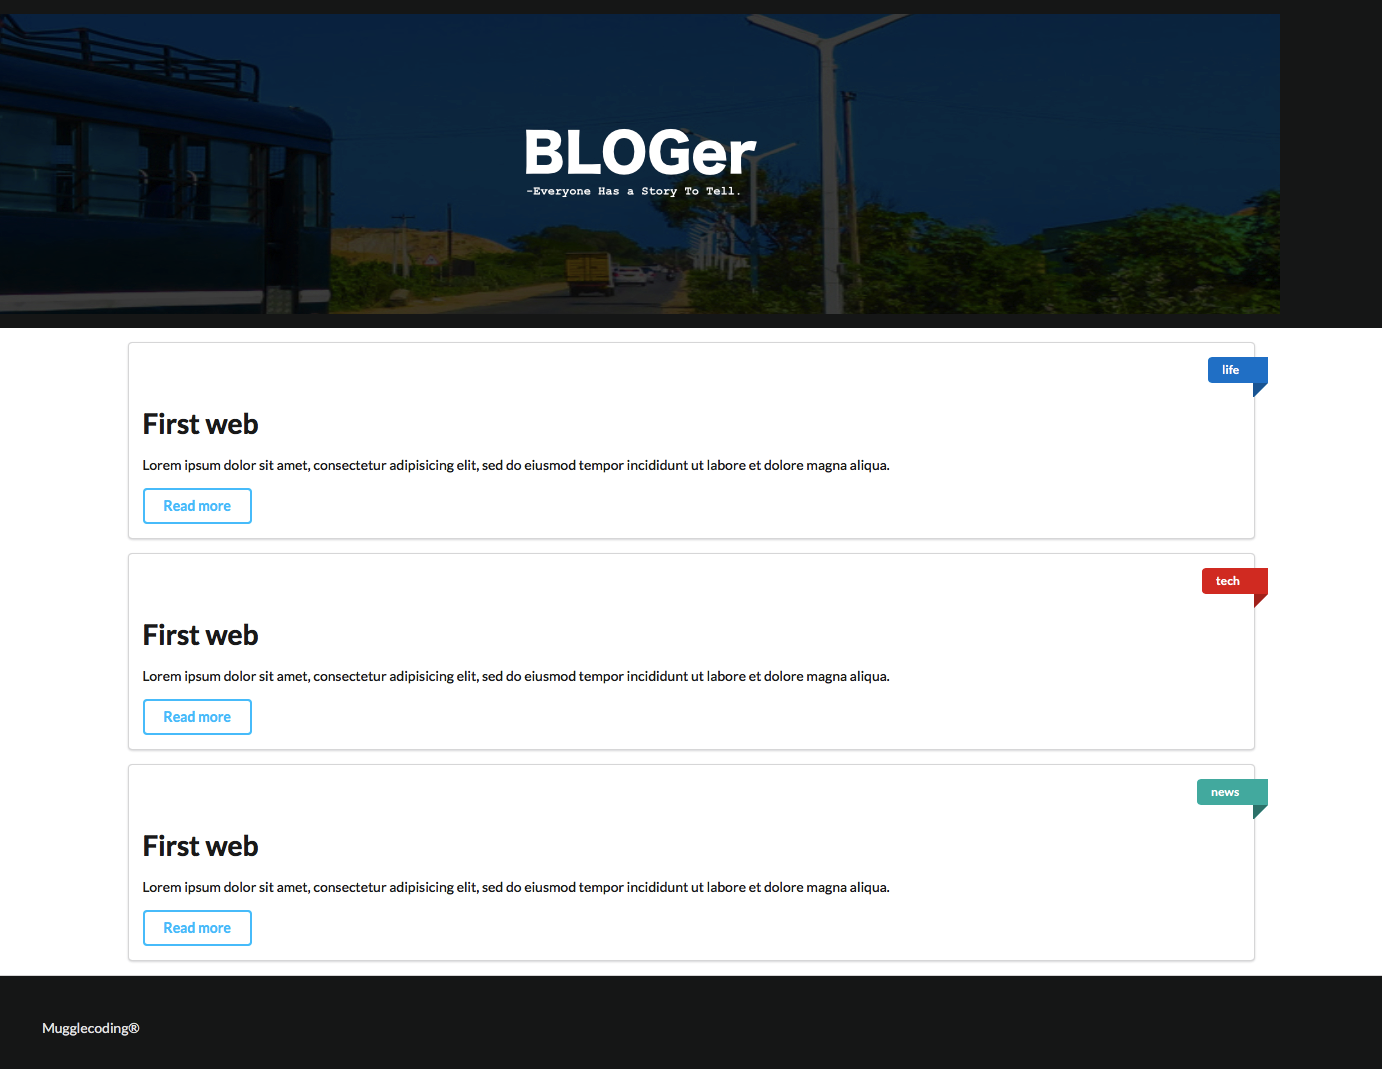 BLOGer
-Everyone Has a Story To Tell.
life
First web
Lorem ipsum dolor sit amet, consectetur adipisicing elit, sed do eiusmod tempor incididunt ut labore et dolore magna aliqua.
Read more
tech
First web
Lorem ipsum dolor sit amet, consectetur adipisicing elit, sed do eiusmod tempor incididunt ut labore et dolore magna aliqua.
Read more
news
First web
Lorem ipsum dolor sit amet, consectetur adipisicing elit, sed do eiusmod tempor incididunt ut labore et dolore magna aliqua.
Read more
Mugglecoding®